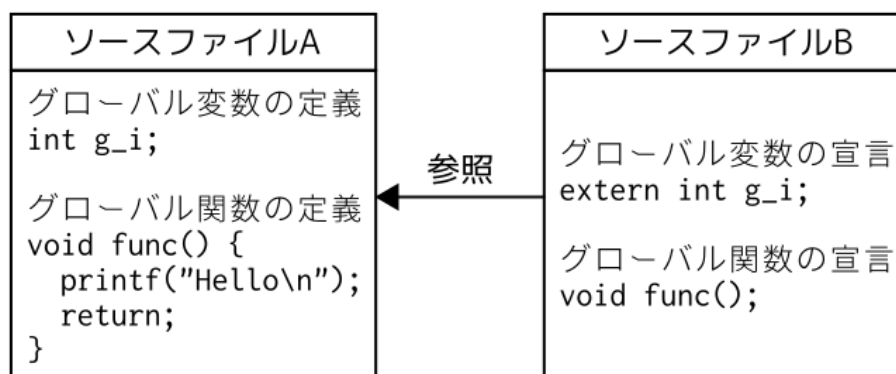 ソースファイルA
グローバル変数の定義
int g_i;
グローバル関数の定義
void func() {
  printf("Hello\n");
  return;
}
参照
ソースファイルB
グローバル変数の宣言
extern int g_i;
グローバル関数の宣言
void func();